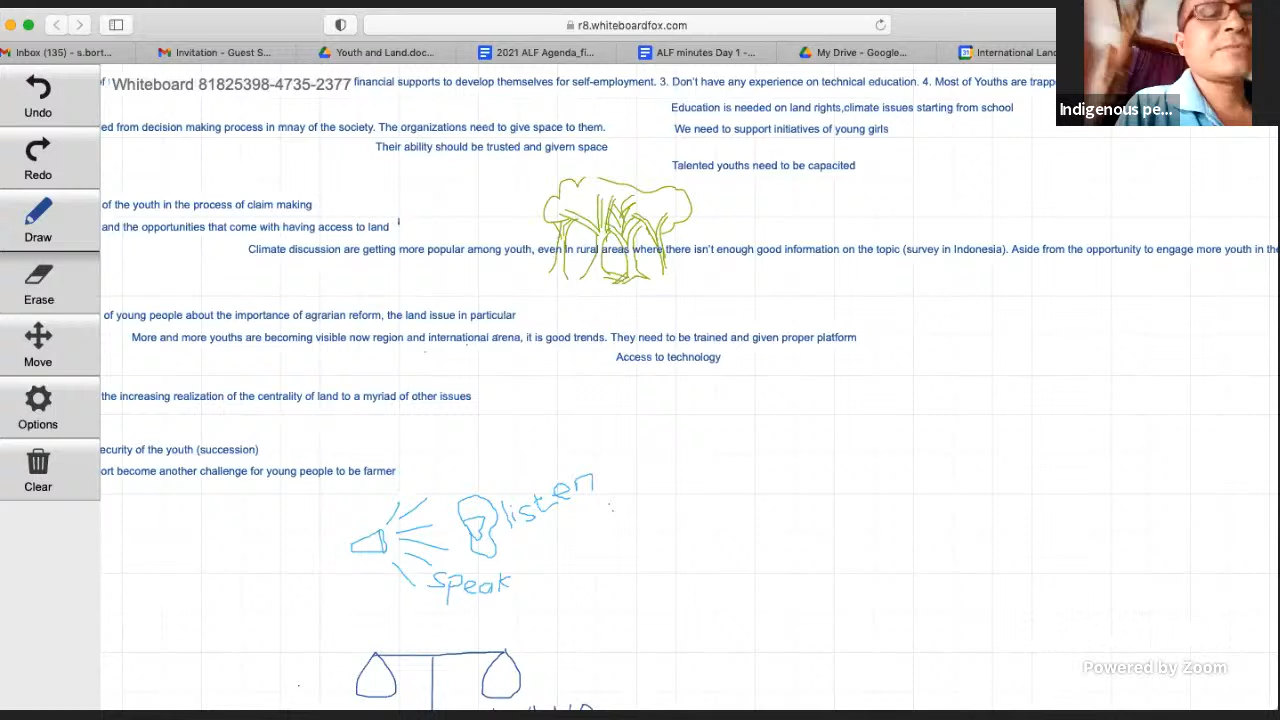 r8.whiteboardfox.com
Inbox (135) - s.bort...
Invitation - Guest S...
Youth and Land.doc...
2021 ALF Agenda_fi...
ALF minutes Day 1 -...
My Drive - Google...
International Lan
Whiteboard 81825398-4735-2377
financial supports to develop themselves for self-employment. 3. Don't have any experience on technical education. 4. Most of Youths are trapp
Indigenous pe...
Education is needed on land rights,climate issues starting from school
ed from decision making process in mnay of the society. The organizations need to give space to them.
We need to support initiatives of young girls
Their ability should be trusted and givern space
Talented youths need to be capacited
of the youth in the process of claim making
and the opportunities that come with having access to land
Climate discussion are getting more popular among youth, even in rural areas where there isn't enough good information on the topic (survey in Indonesia). Aside from the opportunity to engage more youth in the
of young people about the importance of agrarian reform, the land issue in particular
More and more youths are becoming visible now region and international arena, it is good trends. They need to be trained and given proper platform
Access to technology
the increasing realization of the centrality of land to a myriad of other issues
ecurity of the youth (succession)
ort become another challenge for young people to be farmer
listen
speak
Undo
Redo
Draw
Erase
Move
Options
Clear
Powered by Zoom